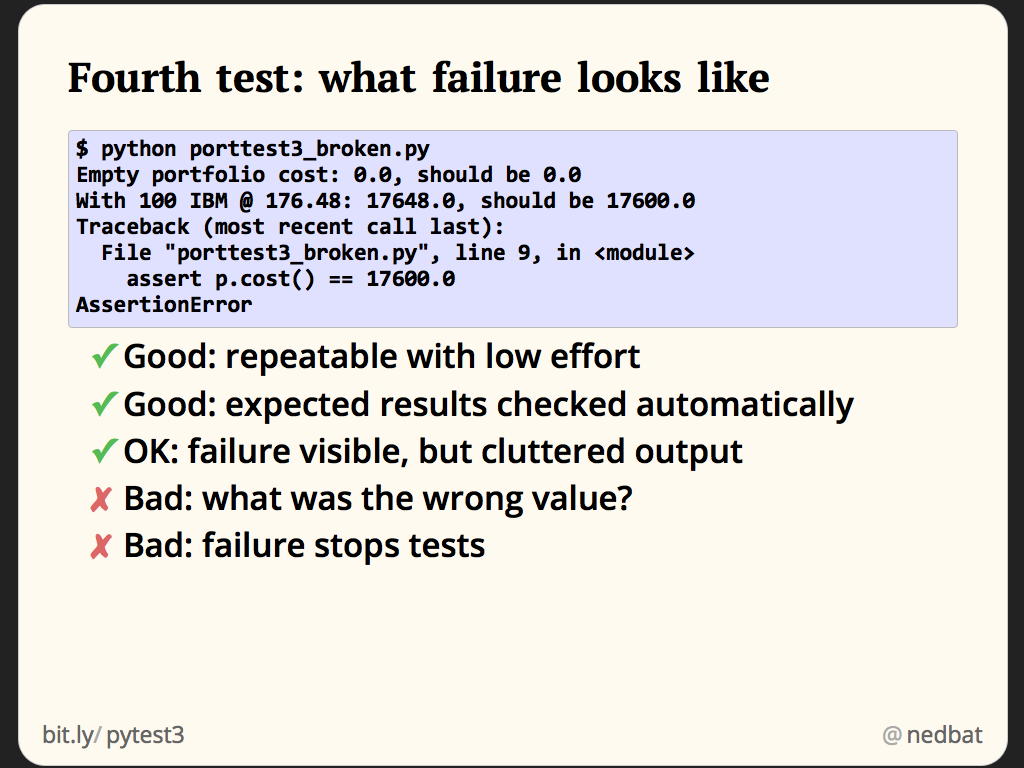 Fourth test: what failure looks like
$ python porttest3_broken.py
Empty portfolio cost: 0.0, should be 0.0
With 100 IBM @ 176.48: 17648.0, should be 17600.0
Traceback (most recent call last):
  File "porttest3_broken.py", line 9, in <module>
    assert p.cost() == 17600.0
AssertionError
✓ Good: repeatable with low effort
✓ Good: expected results checked automatically
✓ OK: failure visible, but cluttered output
✗ Bad: what was the wrong value?
✗ Bad: failure stops tests
bit.ly/pytest3
@nedbat